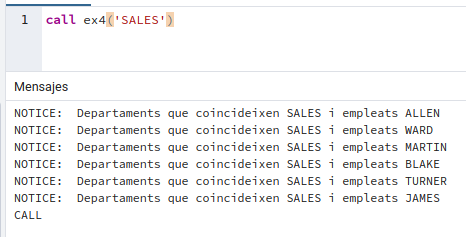 1 call ex4('SALES')
Mensajes
NOTICE:  Departaments que coincideixen SALES i empleats ALLEN
NOTICE:  Departaments que coincideixen SALES i empleats WARD
NOTICE:  Departaments que coincideixen SALES i empleats MARTIN
NOTICE:  Departaments que coincideixen SALES i empleats BLAKE
NOTICE:  Departaments que coincideixen SALES i empleats TURNER
NOTICE:  Departaments que coincideixen SALES i empleats JAMES
CALL